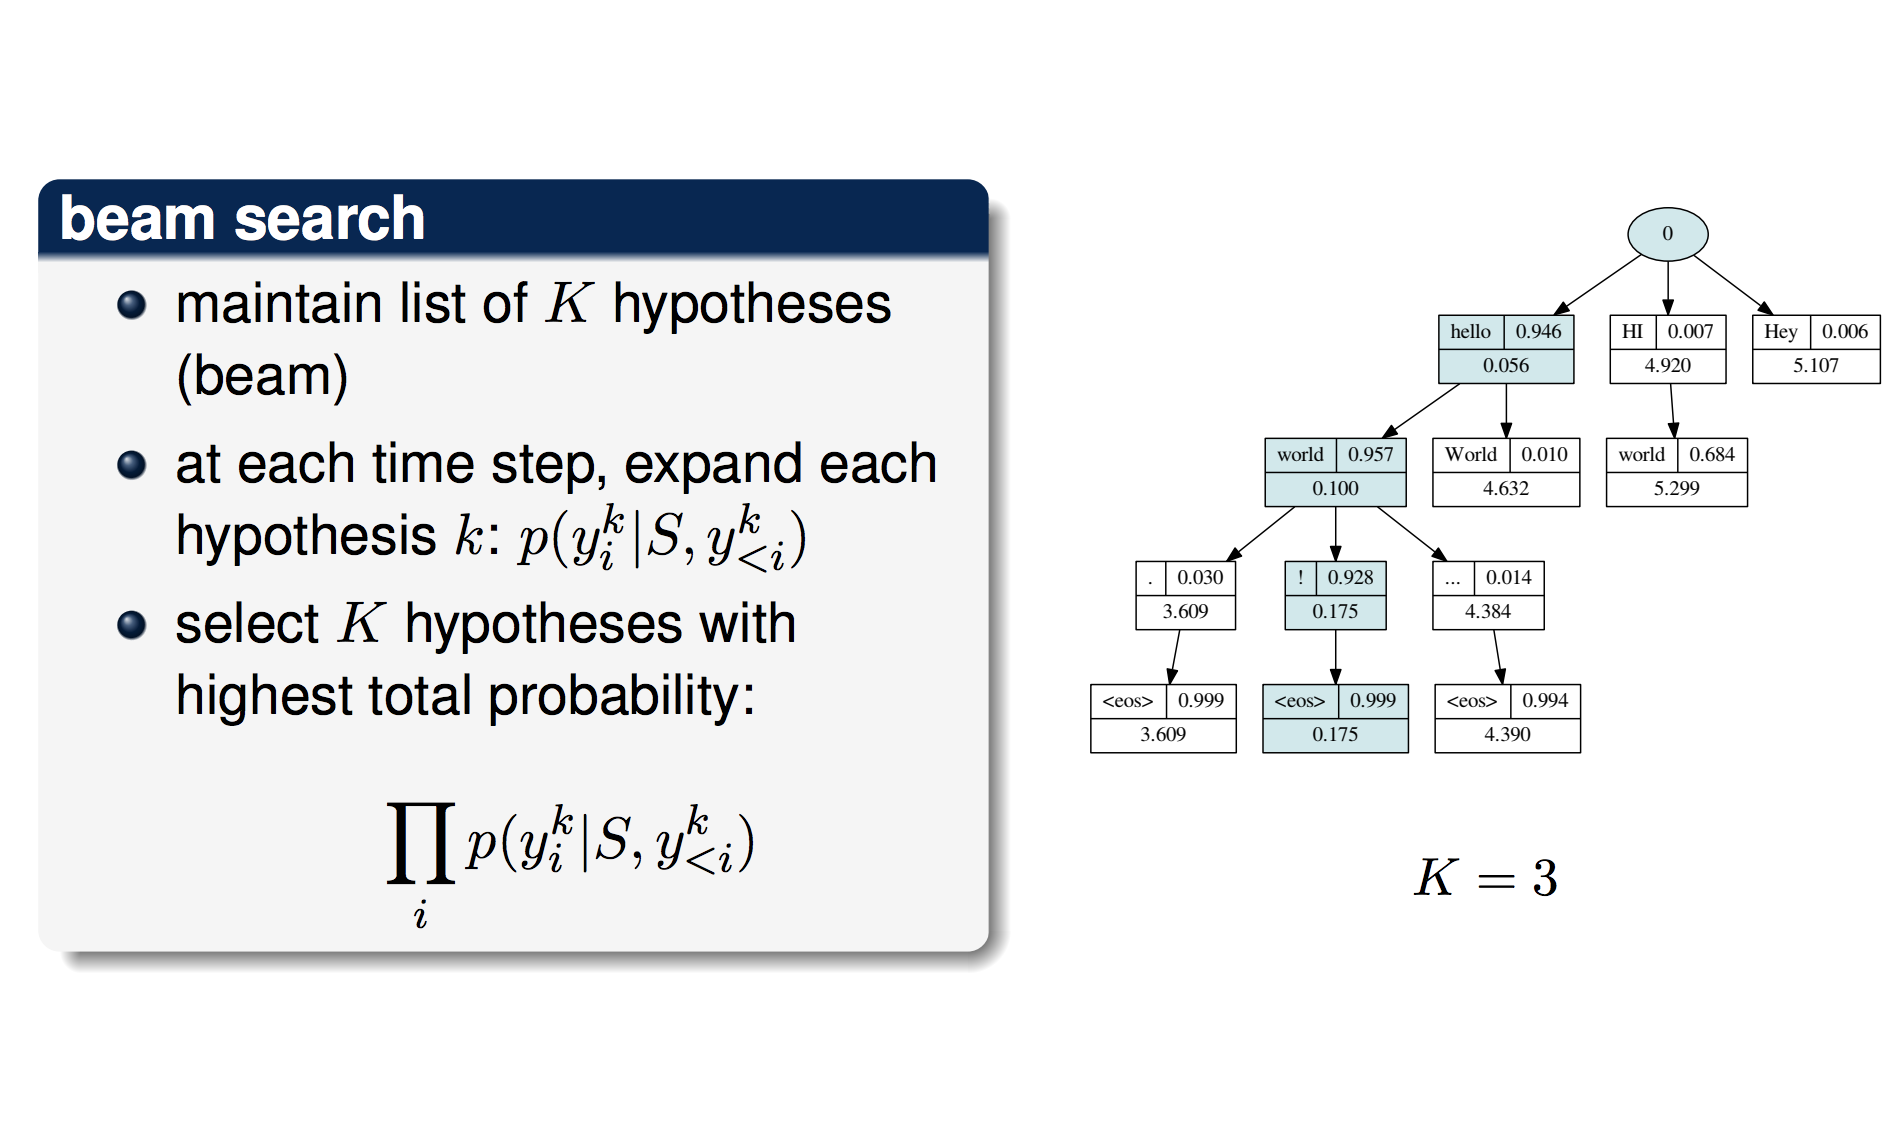 beam search
maintain list of K hypotheses
(beam)
at each time step, expand each
hypothesis k: p(y_i^k|S, y_{<i}^k)
select K hypotheses with
highest total probability:
∏_i p(y_i^k|S, y_{<i}^k)
0
hello 0.946
0.056
HI 0.007
4.920
Hey 0.006
5.107
world 0.957
0.100
World 0.010
4.632
world 0.684
5.299
. 0.030
3.609
! 0.928
0.175
... 0.014
4.384
<eos> 0.999
3.609
<eos> 0.999
0.175
<eos> 0.994
4.390
K = 3